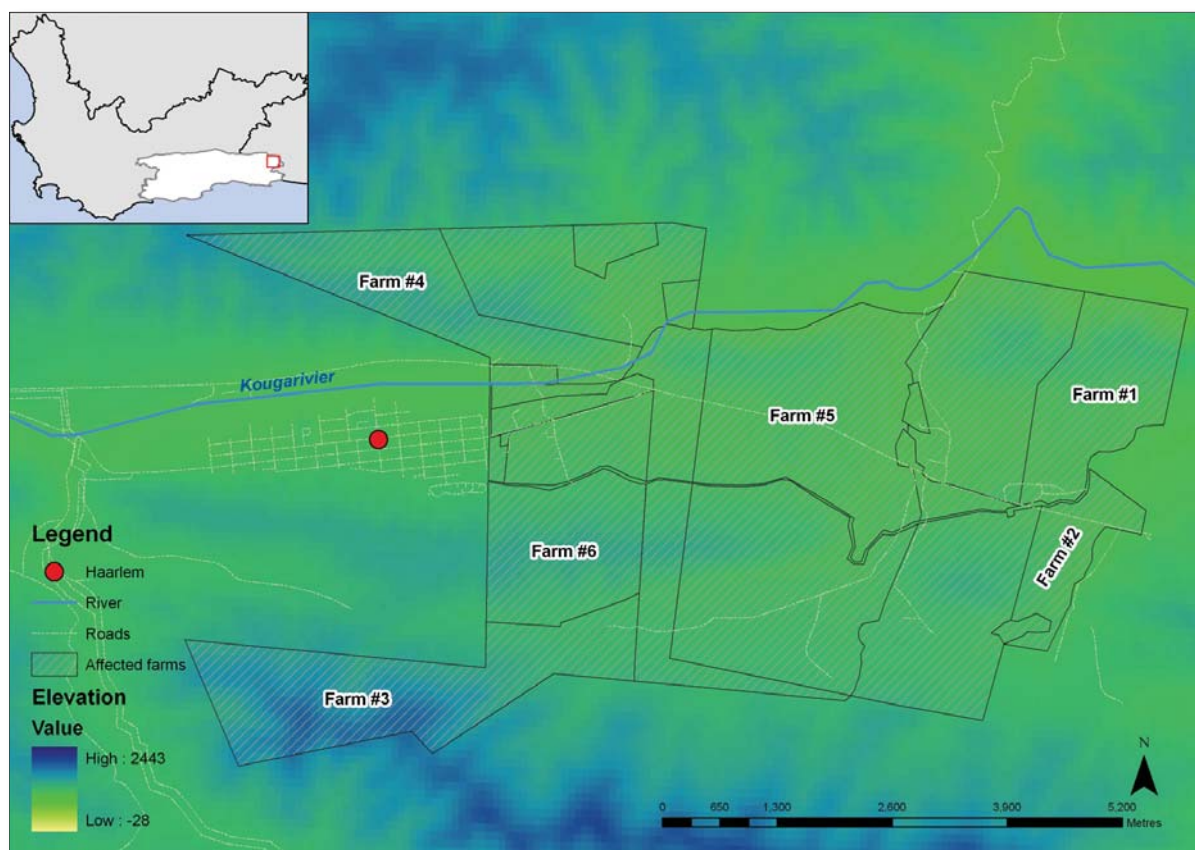 Farm #4
Kougarivier
Farm #1
Farm #5
Farm #6
Farm #2
Farm #3
Legend
Haarlem
River
Roads
Affected farms
Elevation
Value
High : 2443
Low : -28
N
0 650 1,300 2,600 3,900 5,200
Metres